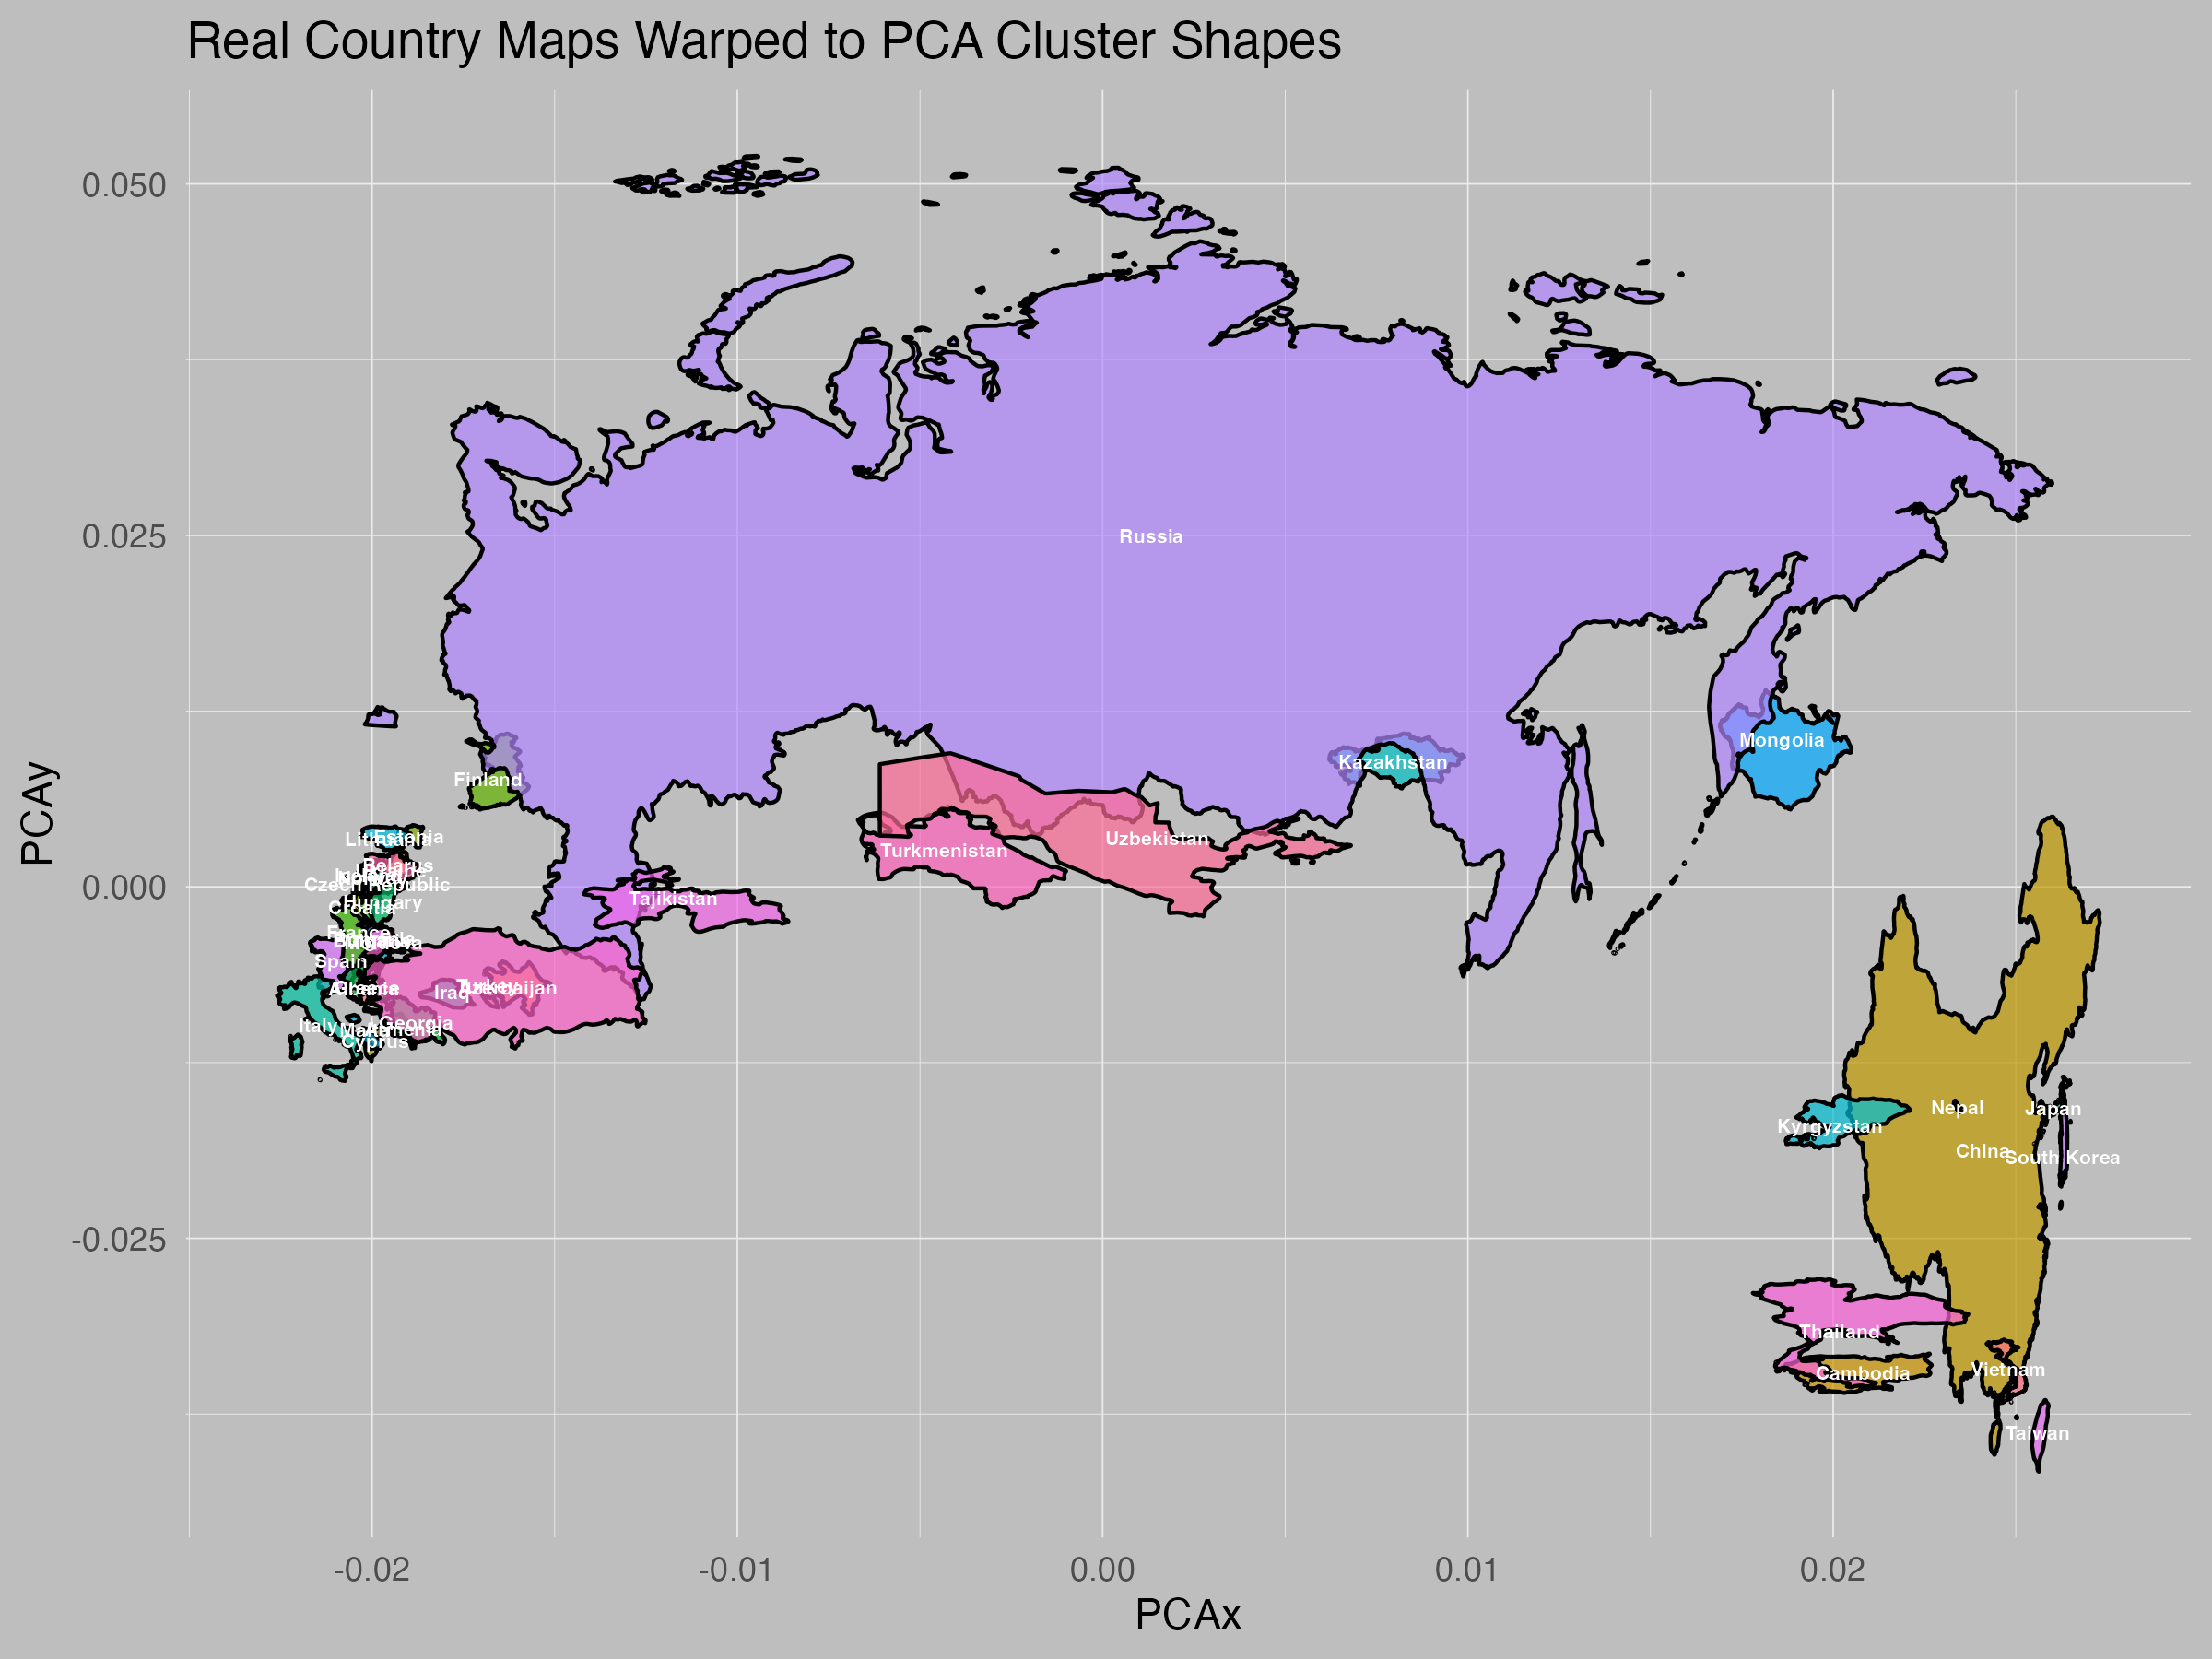 Real Country Maps Warped to PCA Cluster Shapes
0.050
0.025
0.000
-0.025
PCAy
Russia
Mongolia
Kazakhstan
Finland
Uzbekistan
Turkmenistan
Estonia
Belarus
Czech Republic
Tajikistan
Hungary
Croatia
France
Spain
Iraq
Turkey
Azerbaijan
Albania
Greece
Georgia
Italy
Malta
Armenia
Cyprus
Nepal
Japan
Kyrgyzstan
China
South Korea
Thailand
Cambodia
Vietnam
Taiwan
-0.02
-0.01
0.00
0.01
0.02
PCAx